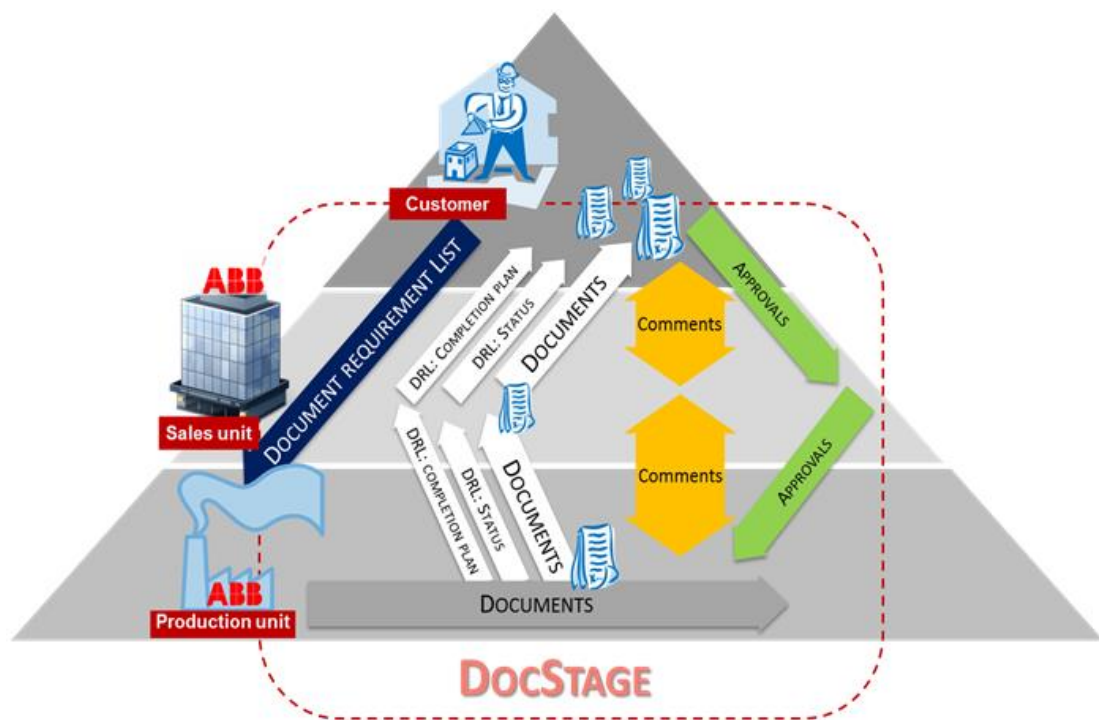 Customer
ABB
Sales unit
DOCUMENT REQUIREMENT LIST
DRL: COMPLETION PLAN
DRL: STATUS
DOCUMENTS
Comments
APPROVALS
DRL: COMPLETION PLAN
DRL: STATUS
DOCUMENTS
Comments
APPROVALS
ABB
Production unit
DOCUMENTS
DOCSTAGE